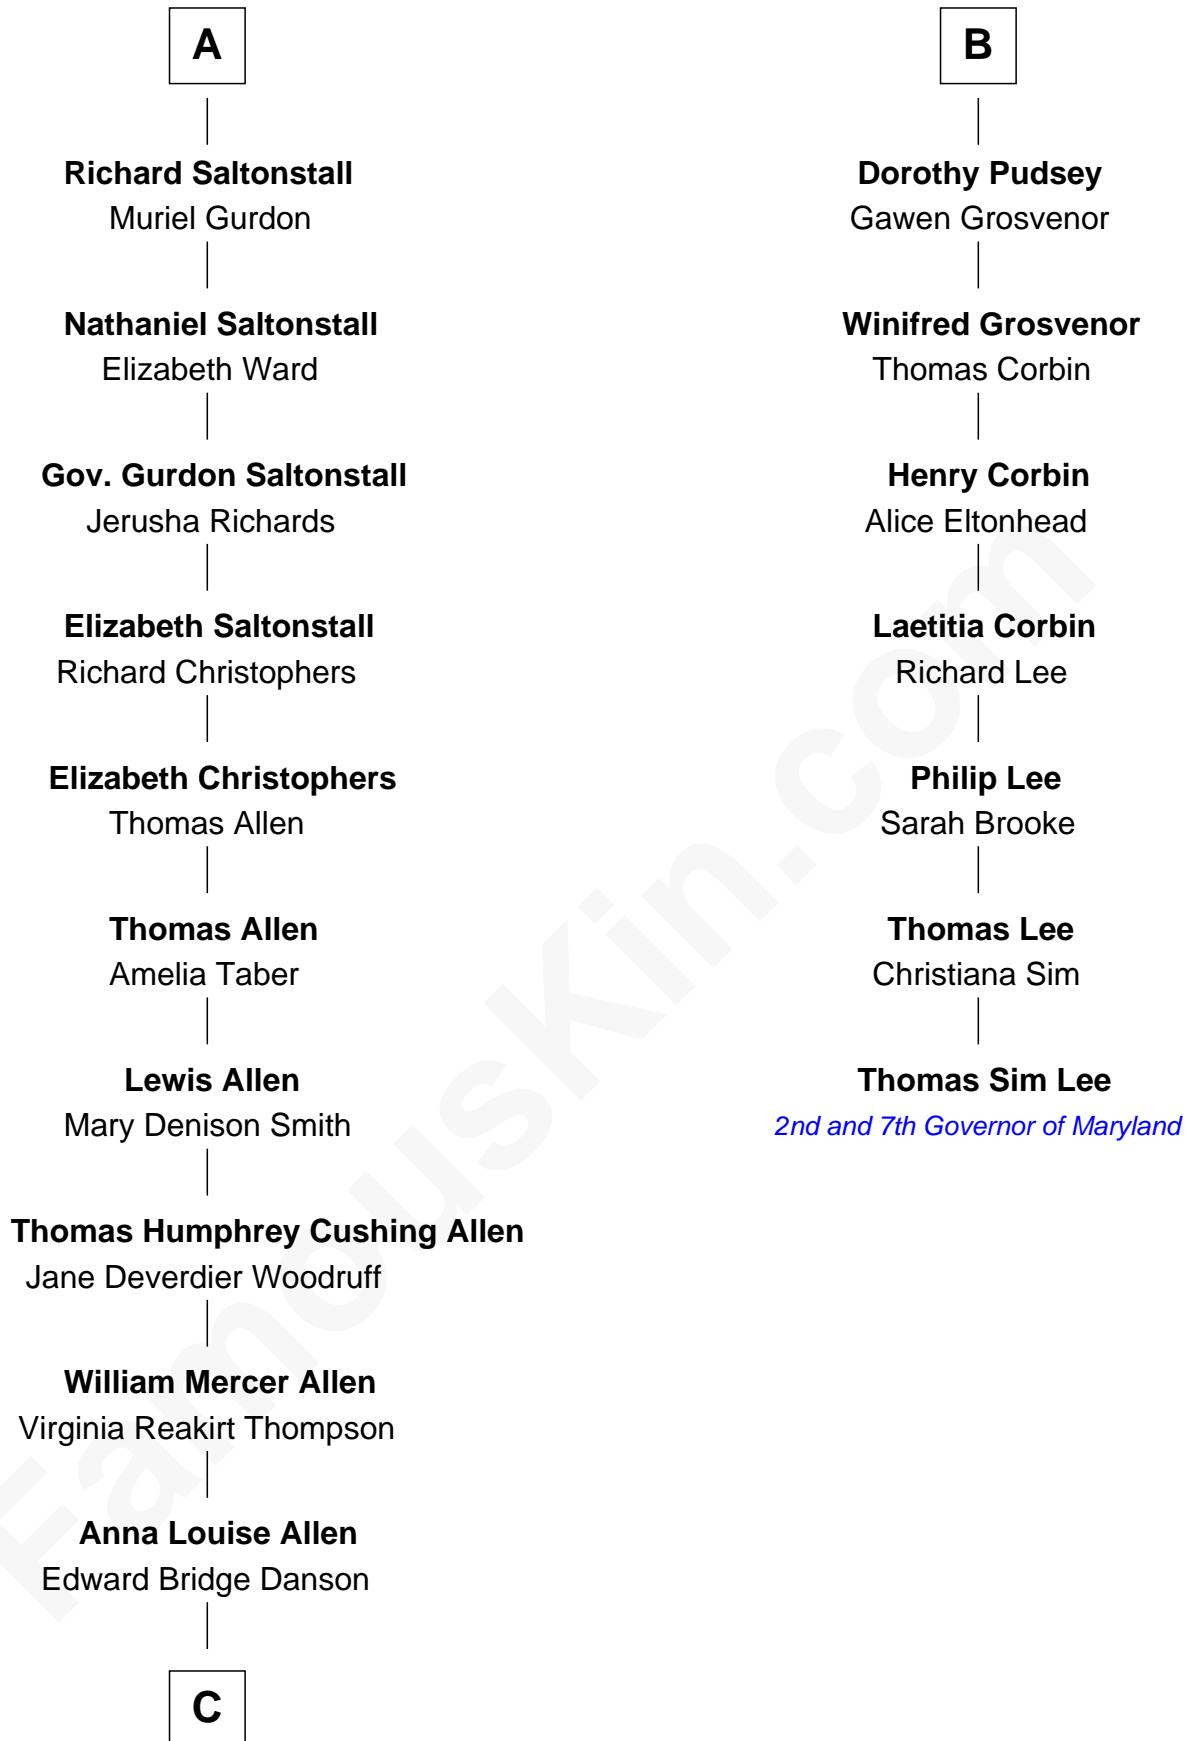 A
Richard Saltonstall
Muriel Gurdon
Nathaniel Saltonstall
Elizabeth Ward
Gov. Gurdon Saltonstall
Jerusha Richards
Elizabeth Saltonstall
Richard Christophers
Elizabeth Christophers
Thomas Allen
Thomas Allen
Amelia Taber
Lewis Allen
Mary Denison Smith
Thomas Humphrey Cushing Allen
Jane Deverdier Woodruff
William Mercer Allen
Virginia Reakirt Thompson
Anna Louise Allen
Edward Bridge Danson
C
B
Dorothy Pudsey
Gawen Grosvenor
Winifred Grosvenor
Thomas Corbin
Henry Corbin
Alice Eltonhead
Laetitia Corbin
Richard Lee
Philip Lee
Sarah Brooke
Thomas Lee
Christiana Sim
Thomas Sim Lee
2nd and 7th Governor of Maryland
FamousKin.com